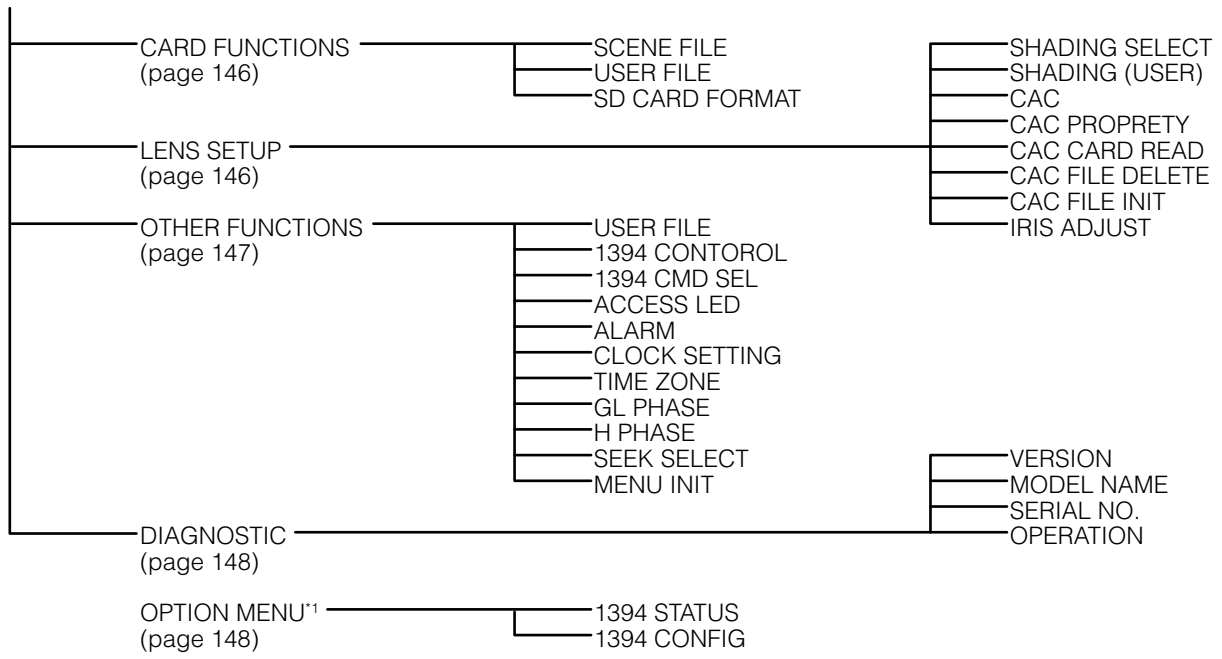 CARD FUNCTIONS
(page 146)
SCENE FILE
USER FILE
SD CARD FORMAT
LENS SETUP
(page 146)
SHADING SELECT
SHADING (USER)
CAC
CAC PROPRETY
CAC CARD READ
CAC FILE DELETE
CAC FILE INIT
IRIS ADJUST
OTHER FUNCTIONS
(page 147)
USER FILE
1394 CONTOROL
1394 CMD SEL
ACCESS LED
ALARM
CLOCK SETTING
TIME ZONE
GL PHASE
H PHASE
SEEK SELECT
MENU INIT
DIAGNOSTIC
(page 148)
VERSION
MODEL NAME
SERIAL NO.
OPERATION
OPTION MENU*1
(page 148)
1394 STATUS
1394 CONFIG